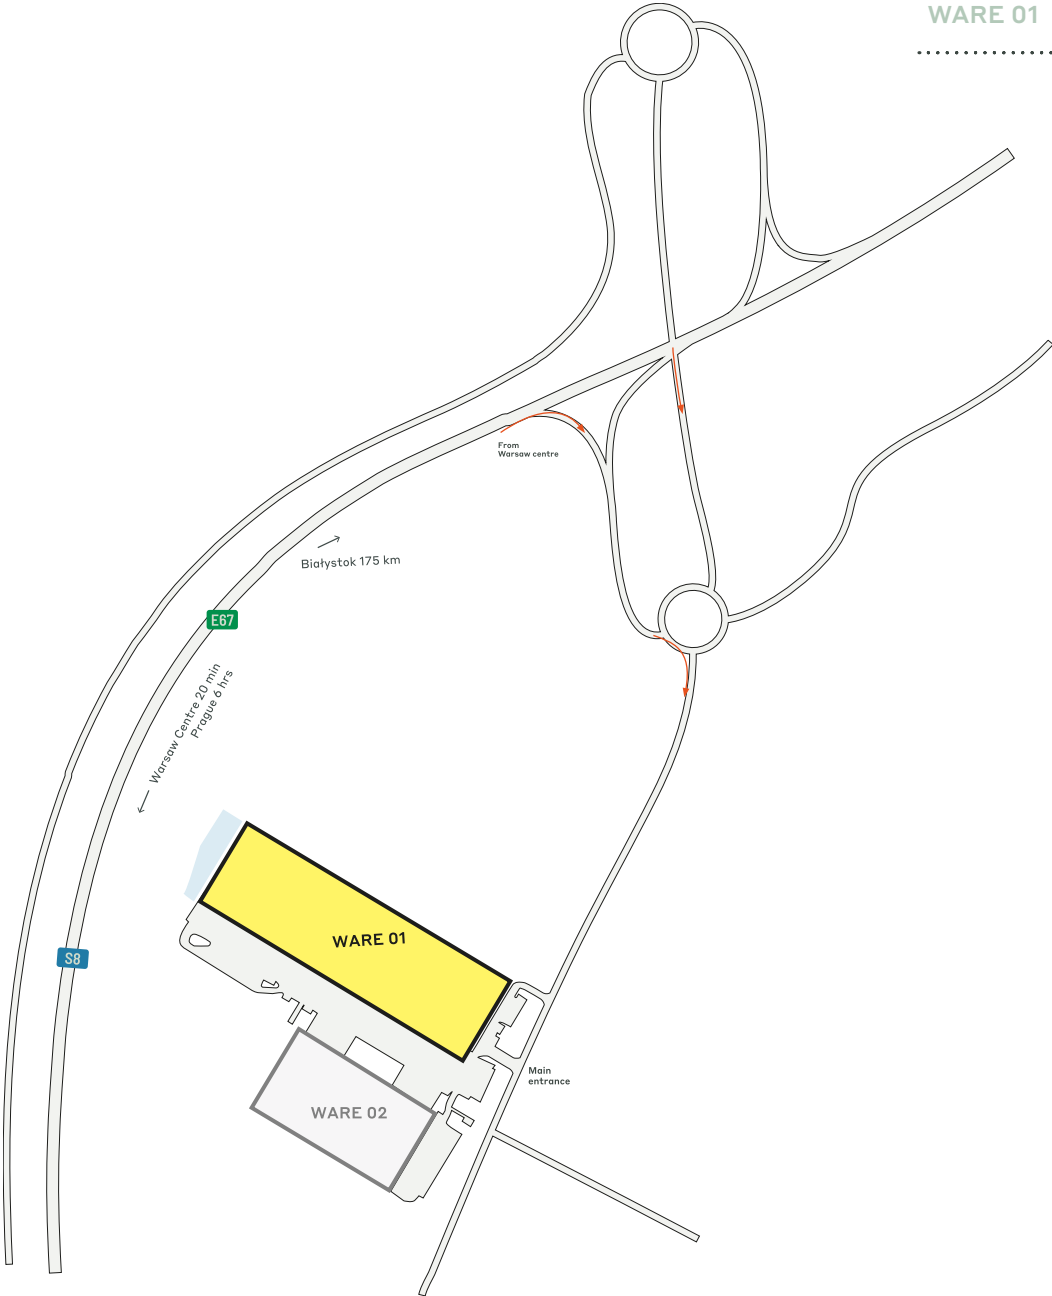 WARE 01
From
Warsaw centre
Białystok 175 km
E67
Warsaw Centre 20 min
Prague 6 hrs
WARE 01
S8
Main
entrance
WARE 02